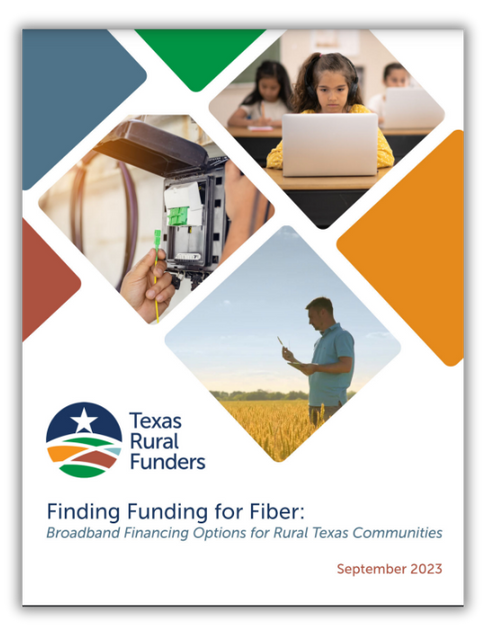 Texas
Rural
Funders
Finding Funding for Fiber:
Broadband Financing Options for Rural Texas Communities
September 2023